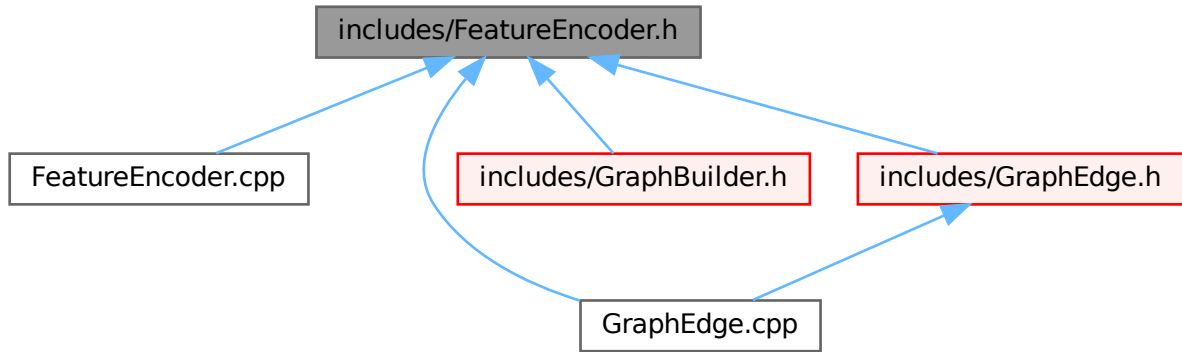 includes/FeatureEncoder.h
FeatureEncoder.cpp
includes/GraphBuilder.h
includes/GraphEdge.h
GraphEdge.cpp